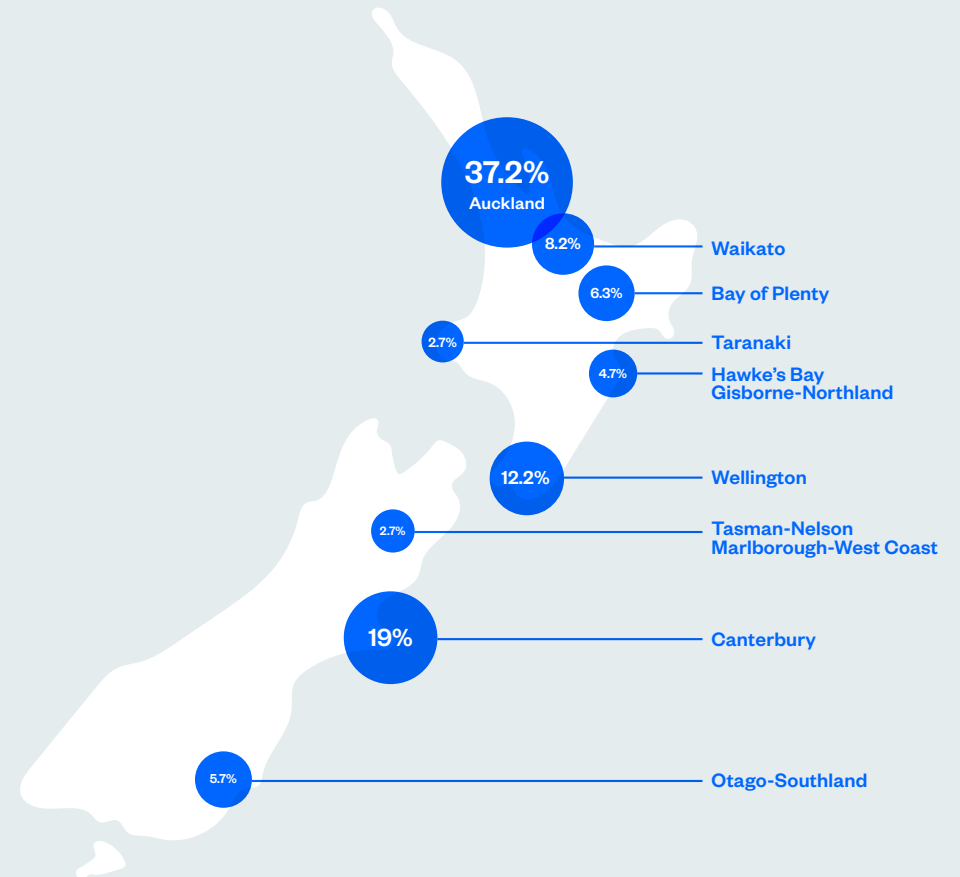 37.2%
Auckland
8.2%
Waikato
6.3%
Bay of Plenty
2.7%
Taranaki
4.7%
Hawke’s Bay
Gisborne-Northland
12.2%
Wellington
2.7%
Tasman-Nelson
Marlborough-West Coast
19%
Canterbury
5.7%
Otago-Southland